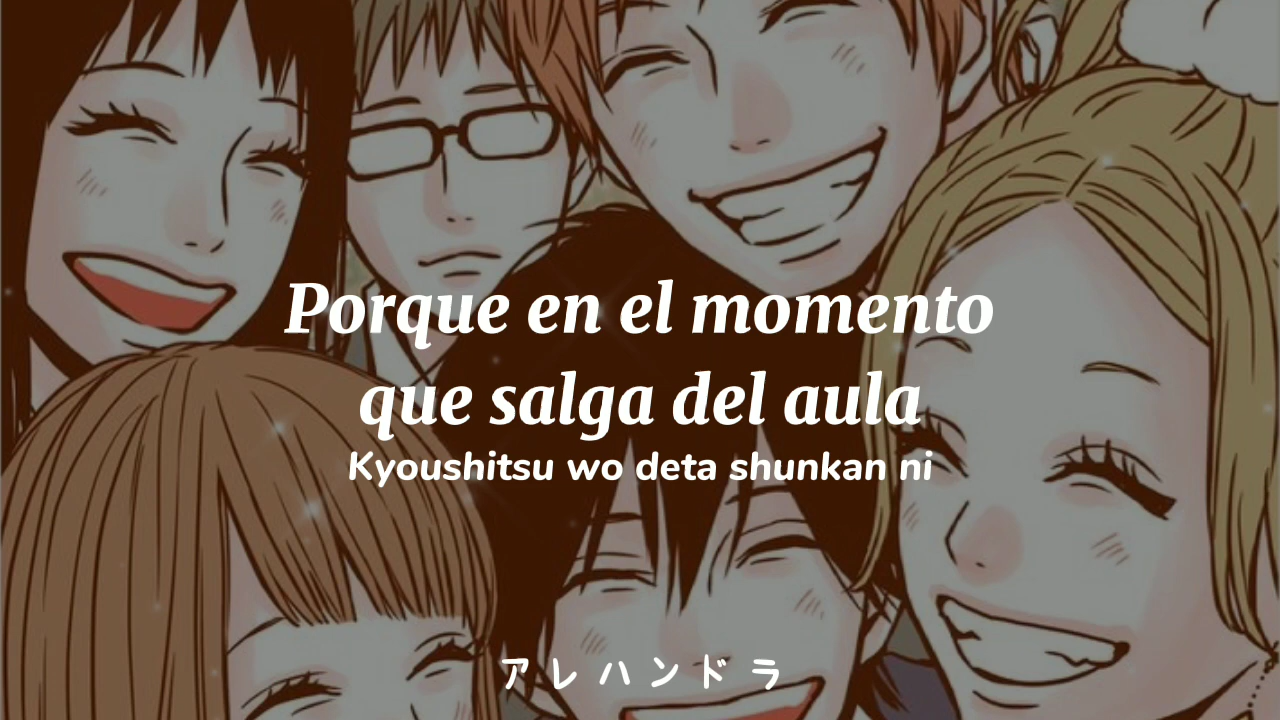 Porque en el momento
que salga del aula
Kyoushitsu wo deta shunkan ni
アレハンドラ